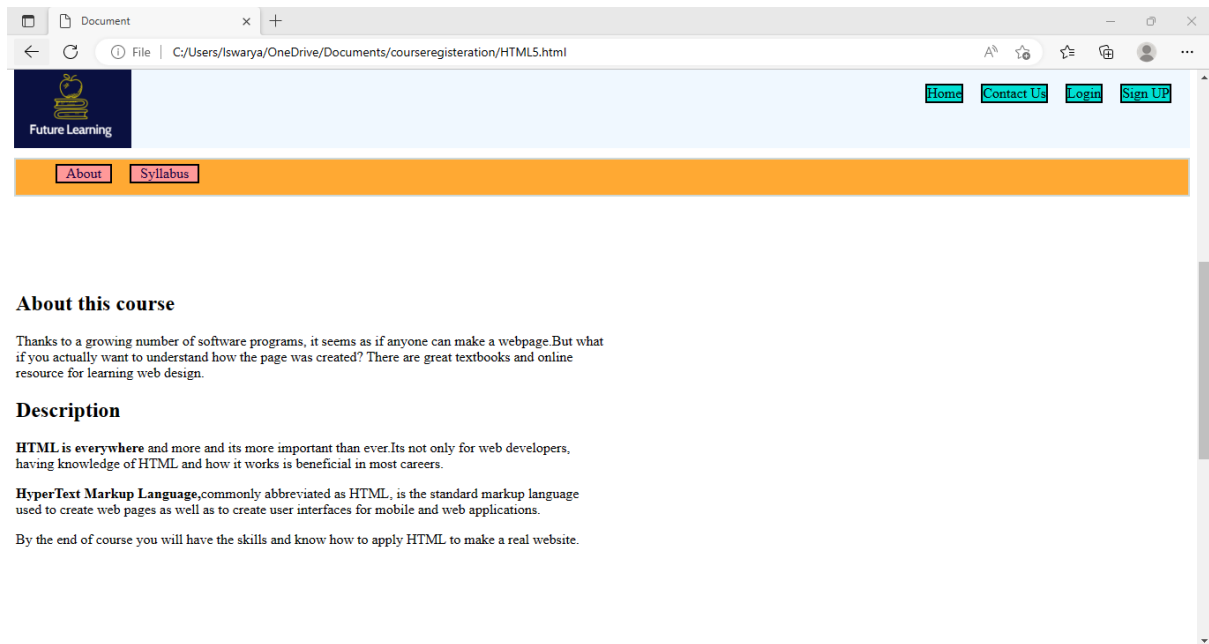 Document
File
C:/Users/Iswarya/OneDrive/Documents/courseregisteration/HTML5.html
Future Learning
Home Contact Us Login Sign UP
About Syllabus
About this course
Thanks to a growing number of software programs, it seems as if anyone can make a webpage.But what
if you actually want to understand how the page was created? There are great textbooks and online
resource for learning web design.
Description
HTML is everywhere and more and its more important than ever.Its not only for web developers,
having knowledge of HTML and how it works is beneficial in most careers.
HyperText Markup Language,commonly abbreviated as HTML, is the standard markup language
used to create web pages as well as to create user interfaces for mobile and web applications.
By the end of course you will have the skills and know how to apply HTML to make a real website.